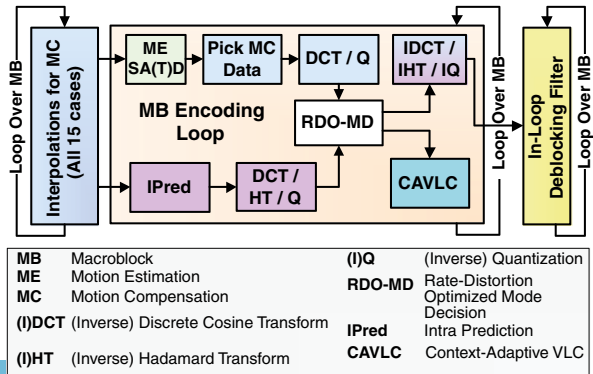 Loop Over MB
Interpolations for MC
(All 15 cases)
ME
SA(T)D
Pick MC
Data
DCT / Q
IDCT /
IHT / IQ
MB Encoding
Loop
RDO-MD
IPred
DCT /
HT / Q
CAVLC
Loop Over MB
In-Loop
Deblocking Filter
Loop Over MB
MB Macroblock
ME Motion Estimation
MC Motion Compensation
(I)DCT (Inverse) Discrete Cosine Transform
(I)HT (Inverse) Hadamard Transform
(I)Q (Inverse) Quantization
RDO-MD Rate-Distortion
Optimized Mode
Decision
IPred Intra Prediction
CAVLC Context-Adaptive VLC